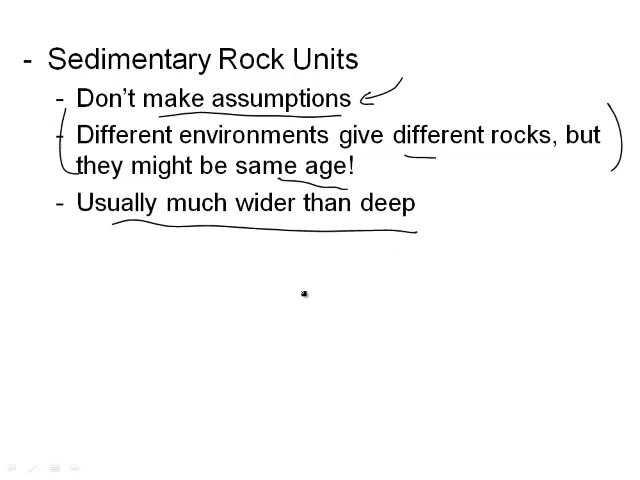 - Sedimentary Rock Units
- Don't make assumptions
- Different environments give different rocks, but
they might be same age!
- Usually much wider than deep